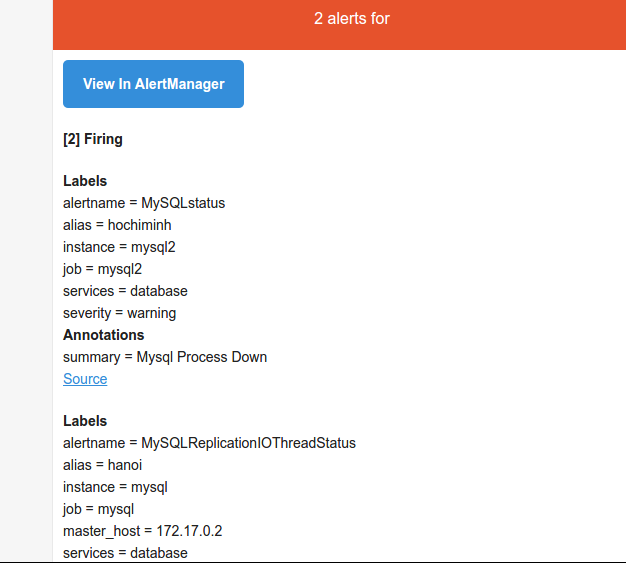 2 alerts for
View In AlertManager
[2] Firing
Labels
alertname = MySQLstatus
alias = hochiminh
instance = mysql2
job = mysql2
services = database
severity = warning
Annotations
summary = Mysql Process Down
Source
Labels
alertname = MySQLReplicationIOThreadStatus
alias = hanoi
instance = mysql
job = mysql
master_host = 172.17.0.2
services = database